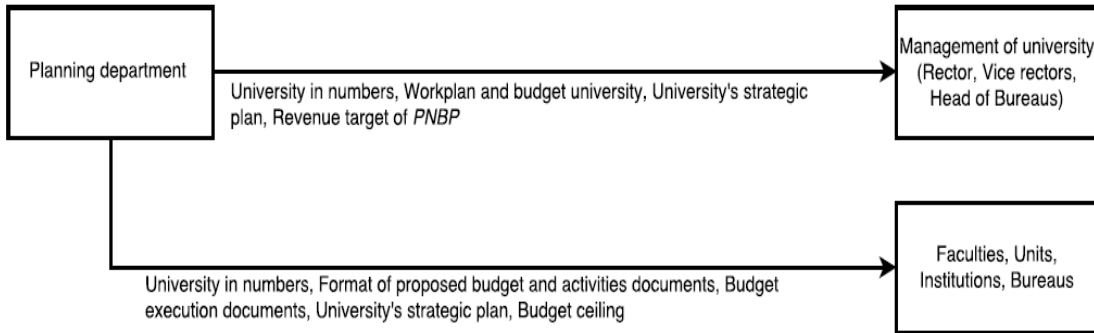 Planning department
Management of university
(Rector, Vice rectors,
Head of Bureaus)
University in numbers, Workplan and budget university, University's strategic
plan, Revenue target of PNBP
Faculties, Units,
Institutions, Bureaus
University in numbers, Format of proposed budget and activities documents, Budget
execution documents, University's strategic plan, Budget ceiling